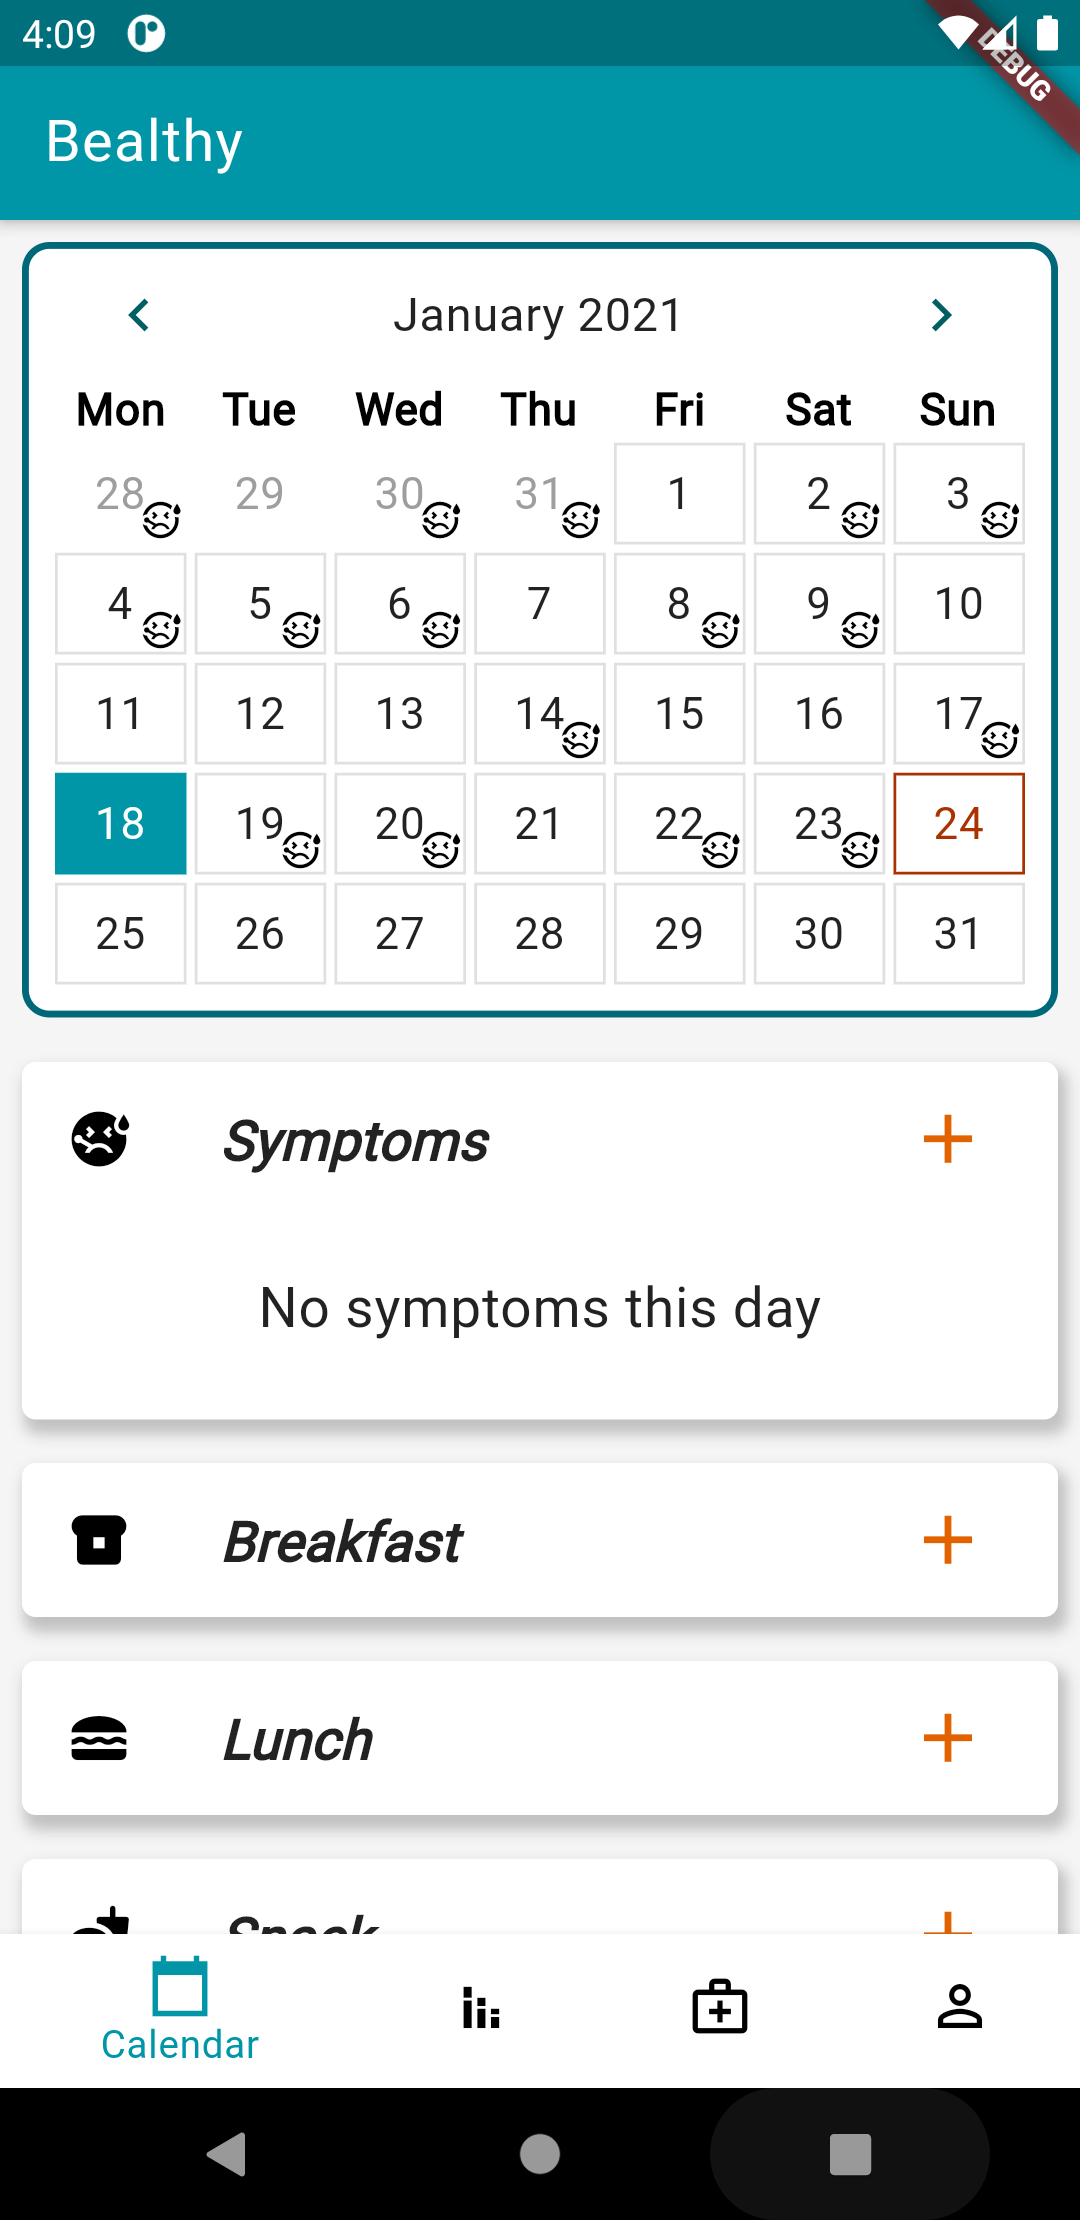 4:09
DEBUG
Bealthy
January 2021
Mon Tue Wed Thu Fri Sat Sun
28 29 30 31 1 2 3
4 5 6 7 8 9 10
11 12 13 14 15 16 17
18 19 20 21 22 23 24
25 26 27 28 29 30 31
Symptoms
No symptoms this day
Breakfast
Lunch
Snack
Calendar